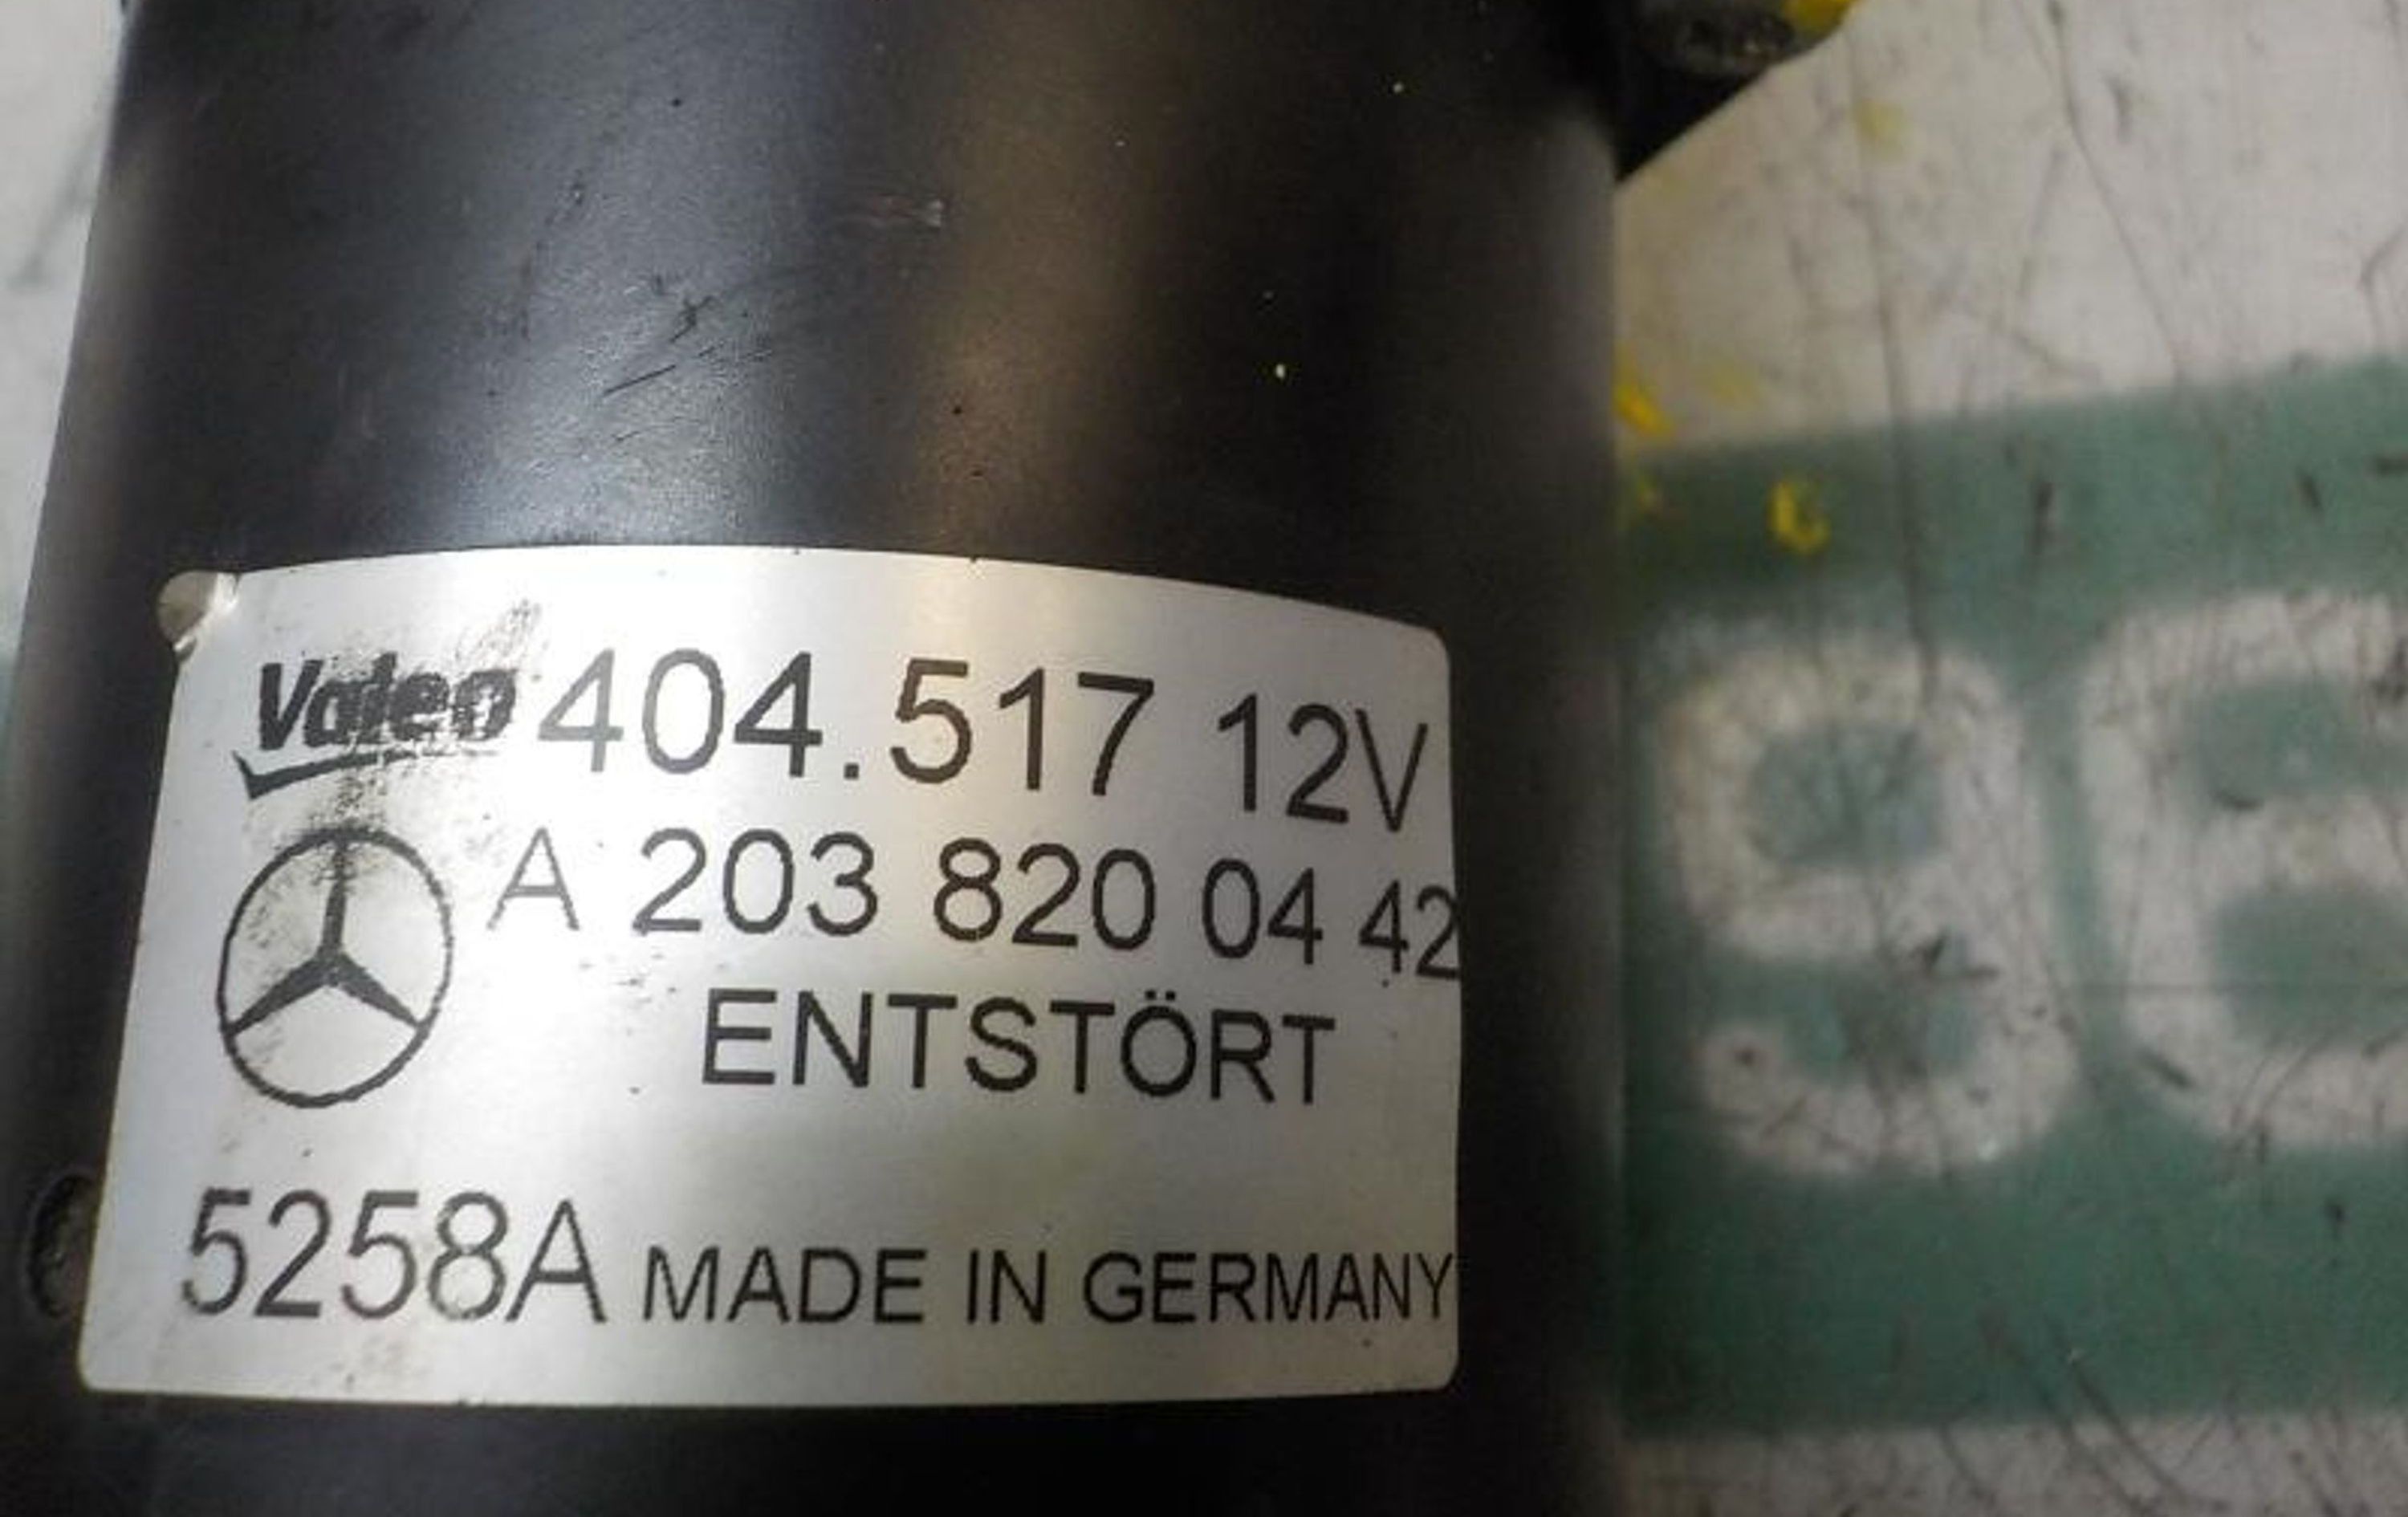 Valeo 404.517 12V
A 203 820 04 42
ENTSTÖRT
5258A MADE IN GERMANY